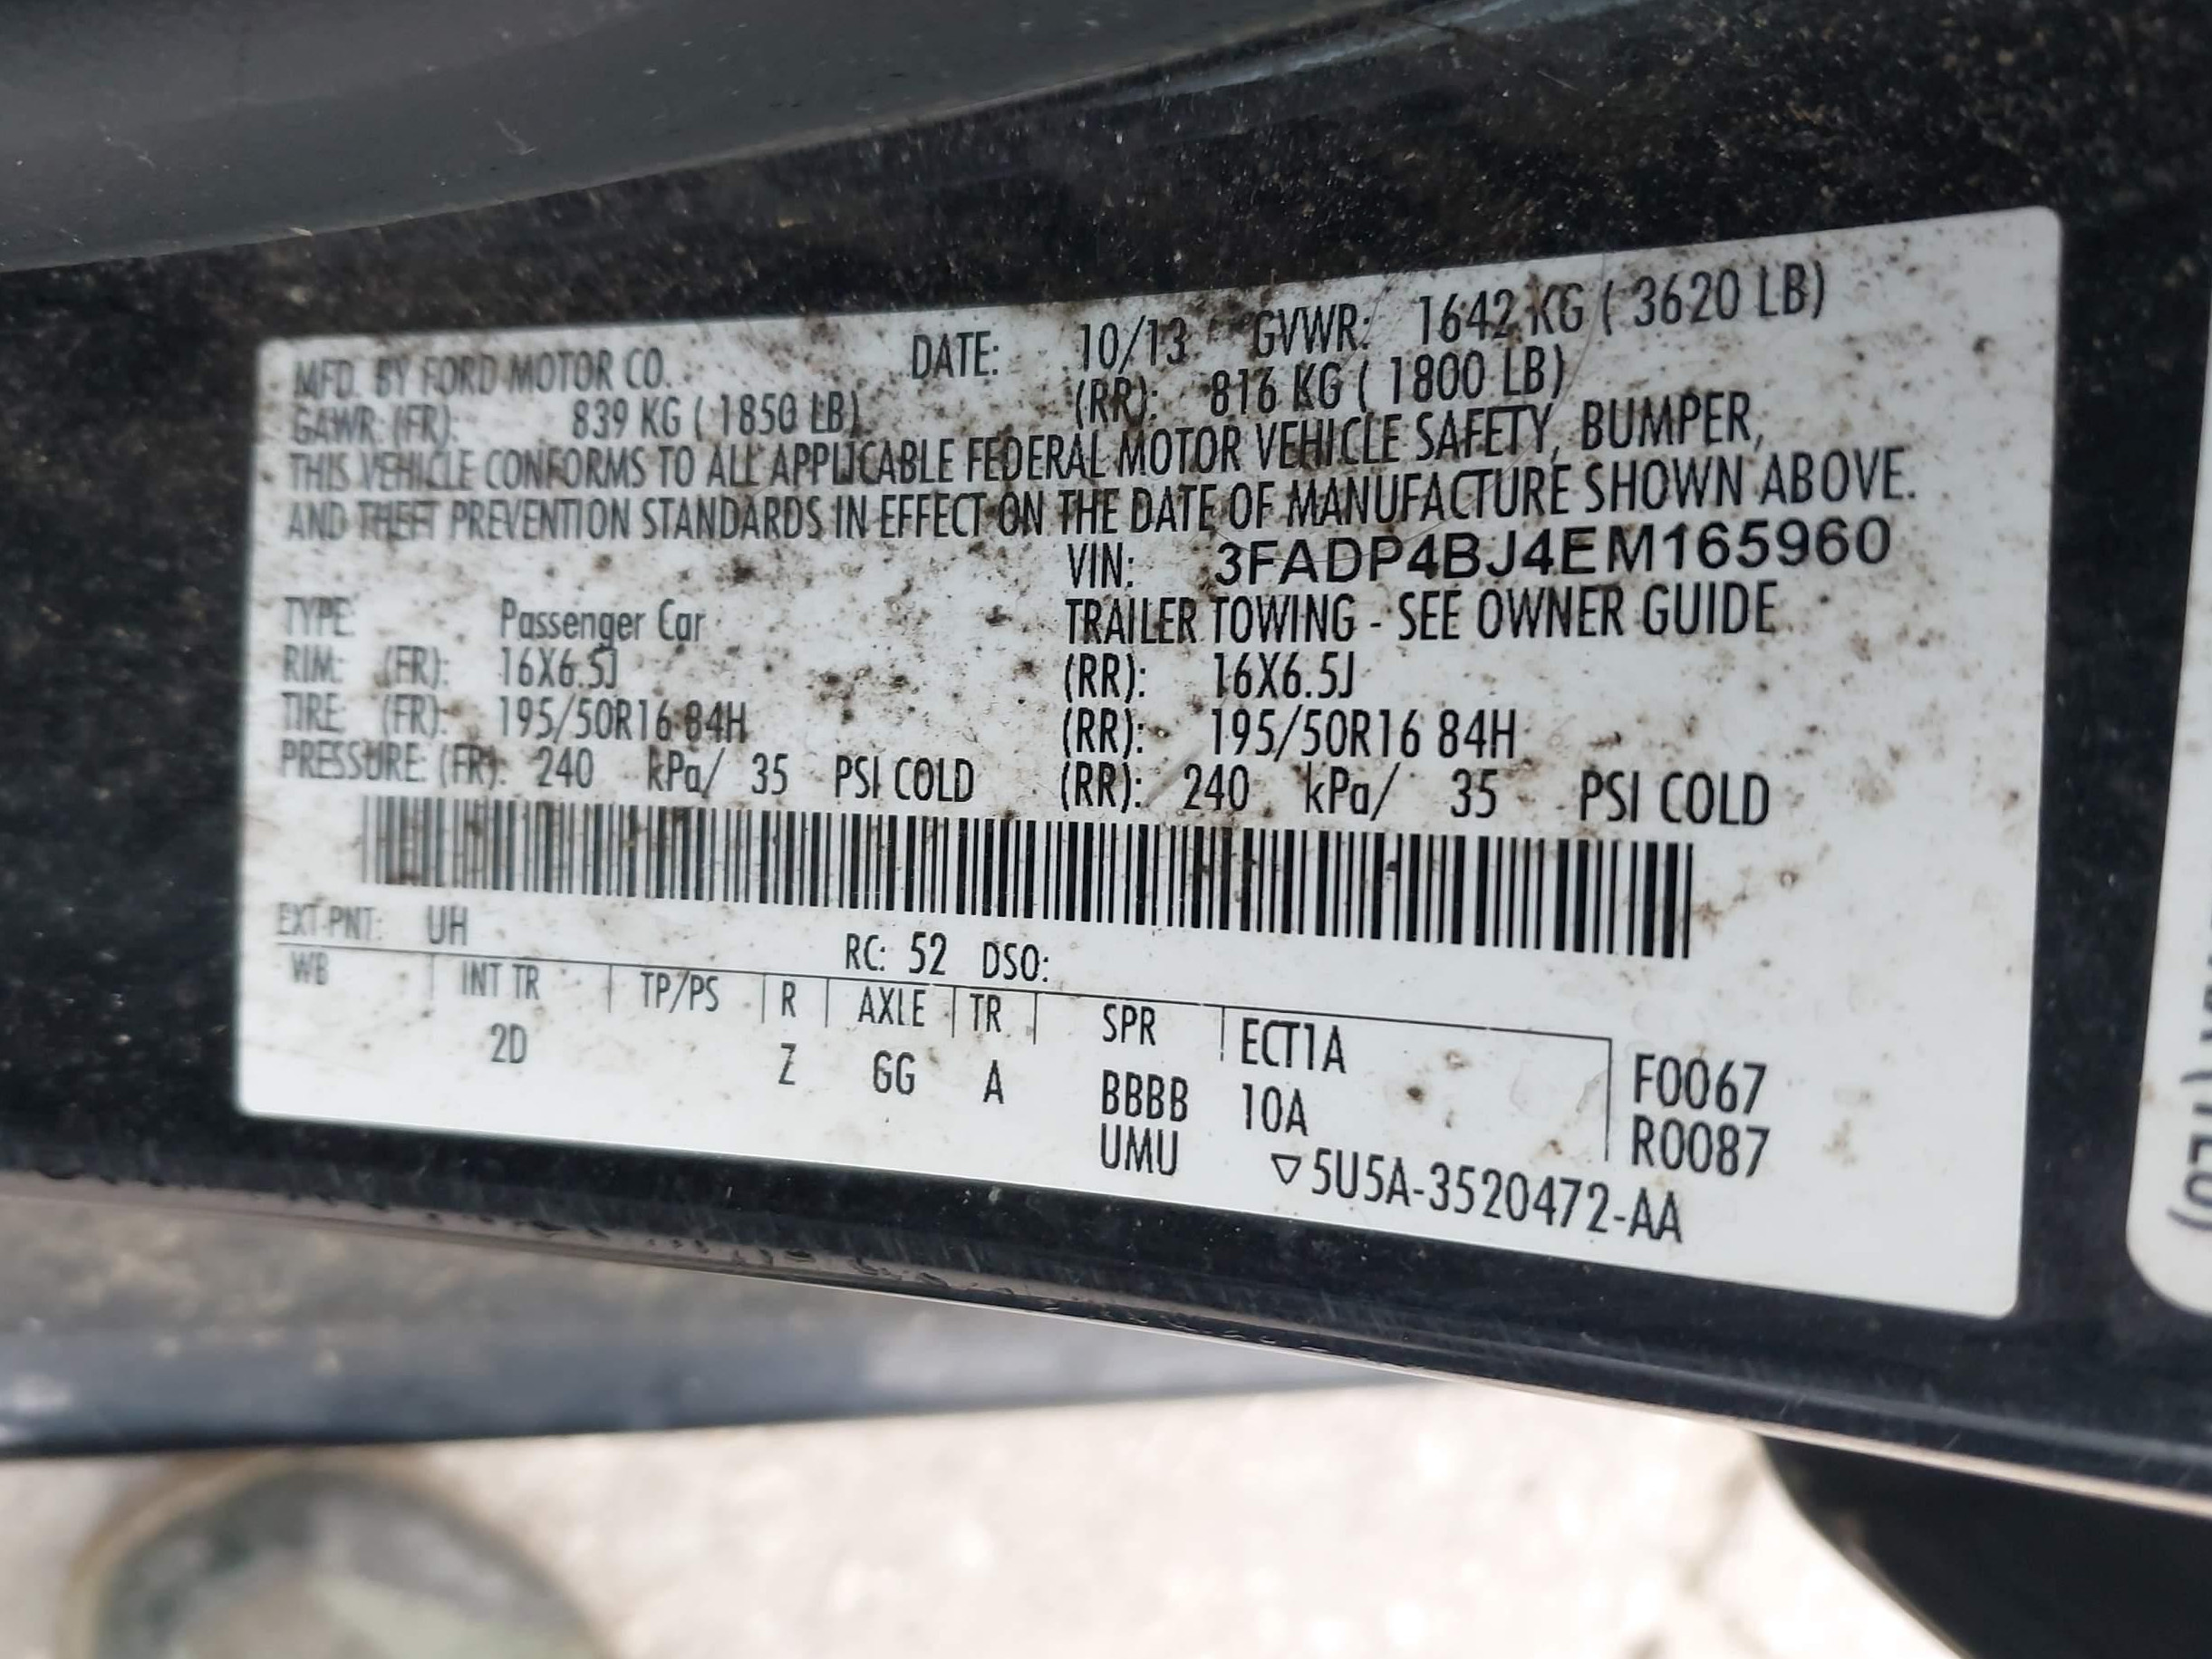 MFD. BY FORD MOTOR CO. DATE: 10/13 GVWR: 1642 KG ( 3620 LB)
GAWR: (FR): 839 KG ( 1850 LB) (RR): 816 KG ( 1800 LB)
THIS VEHICLE CONFORMS TO ALL APPLICABLE FEDERAL MOTOR VEHICLE SAFETY, BUMPER,
AND THEFT PREVENTION STANDARDS IN EFFECT ON THE DATE OF MANUFACTURE SHOWN ABOVE.
VIN: 3FADP4BJ4EM165960
TYPE: Passenger Car TRAILER TOWING - SEE OWNER GUIDE
RIM: (FR): 16X6.5J (RR): 16X6.5J
TIRE: (FR): 195/50R16 84H (RR): 195/50R16 84H
PRESSURE: (FR): 240 kPa/ 35 PSI COLD (RR): 240 kPa/ 35 PSI COLD
EXT PNT: UH RC: 52 DSO:
WB INT TR TP/PS R AXLE TR SPR ECT1A F0067
2D Z 6G A BBBB 10A R0087
UMU ▽5U5A-3520472-AA